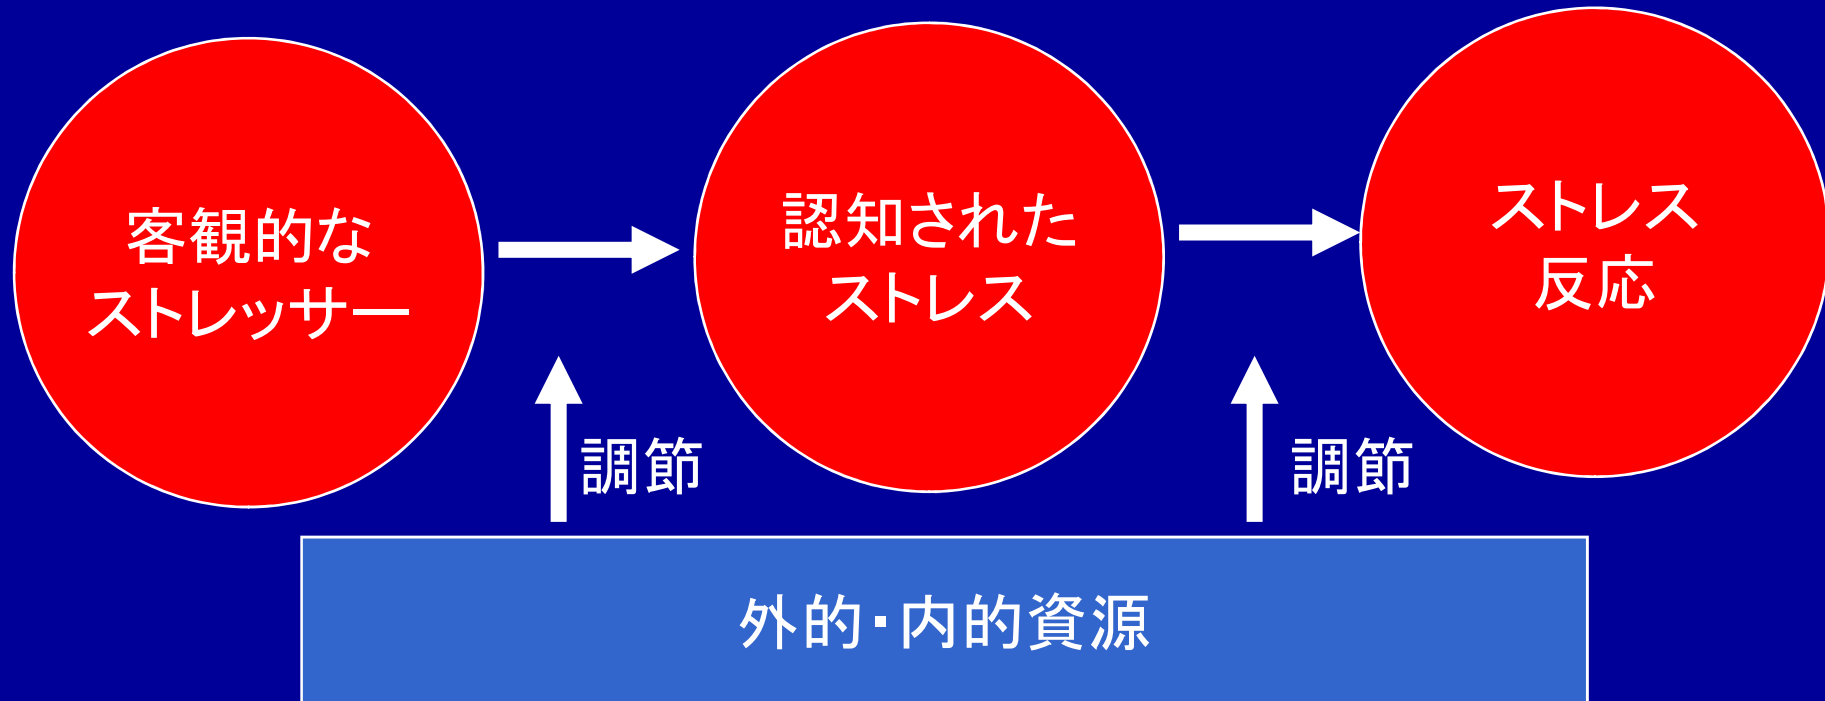 客観的な
ストレッサー
認知された
ストレス
ストレス
反応
調節
調節
外的・内的資源